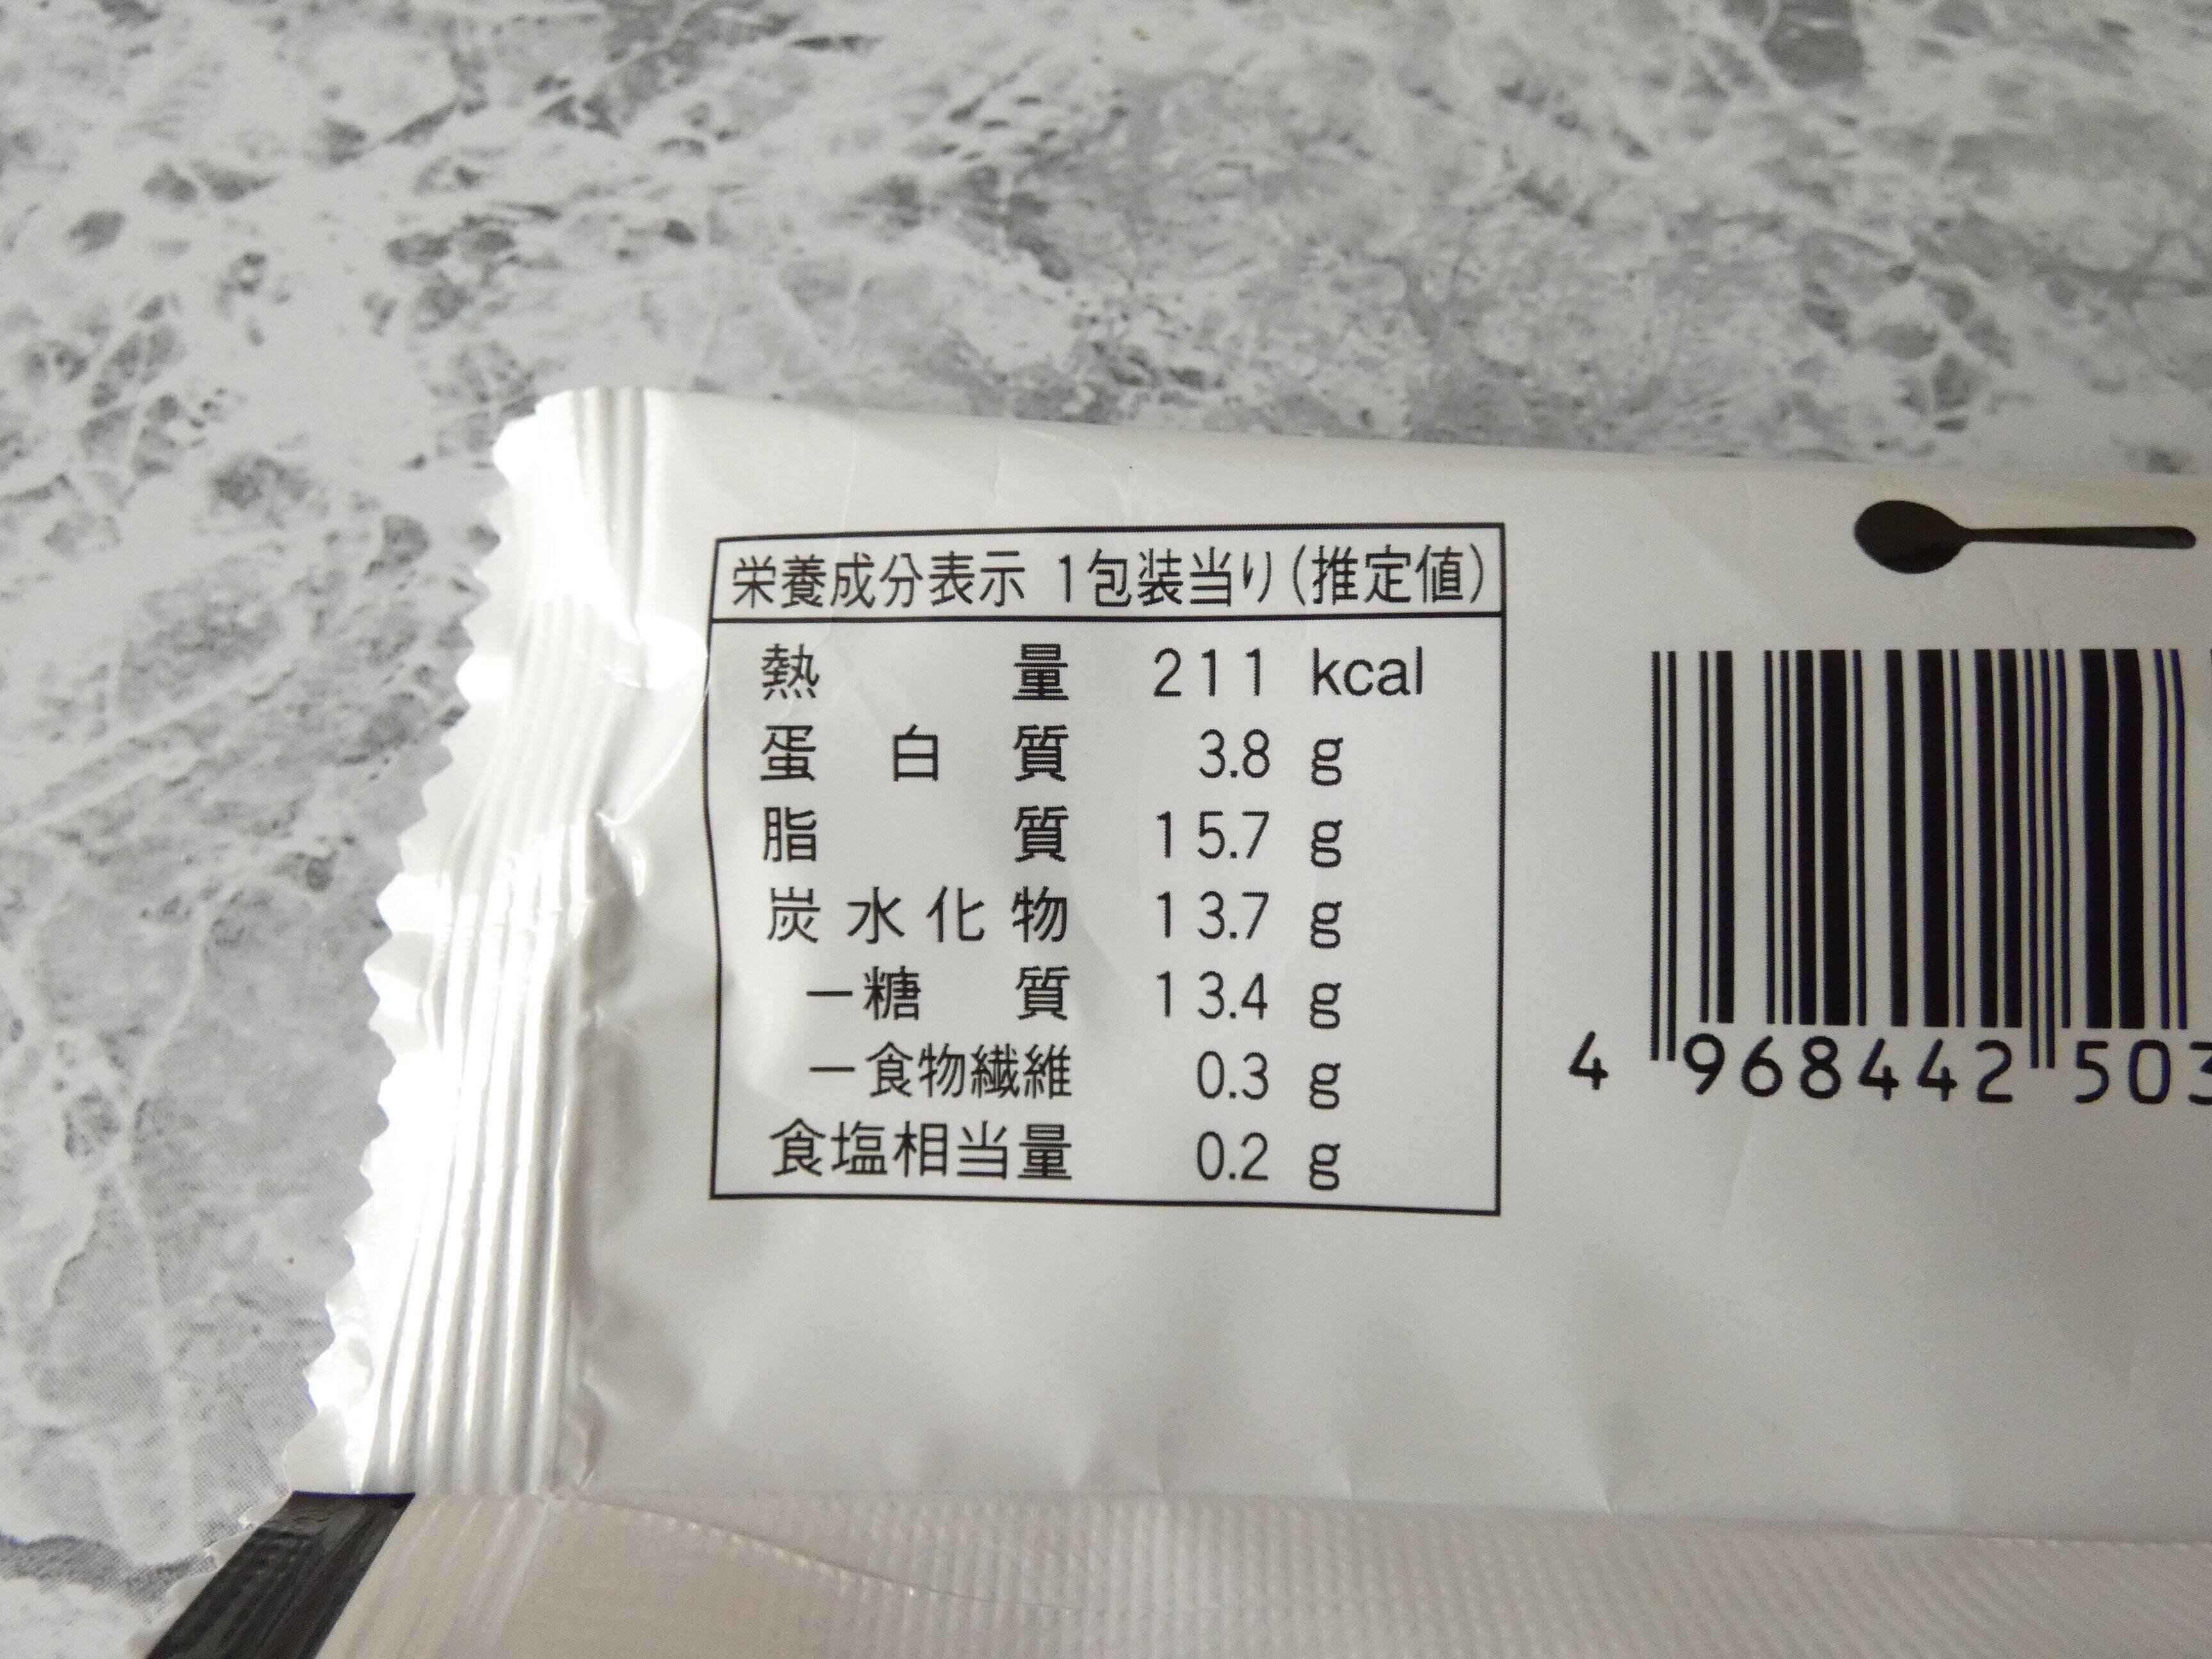 栄養成分表示 1包装当り(推定値)
熱量 211 kcal
蛋白質 3.8 g
脂質 15.7 g
炭水化物 13.7 g
－糖質 13.4 g
－食物繊維 0.3 g
食塩相当量 0.2 g
4 968442 503